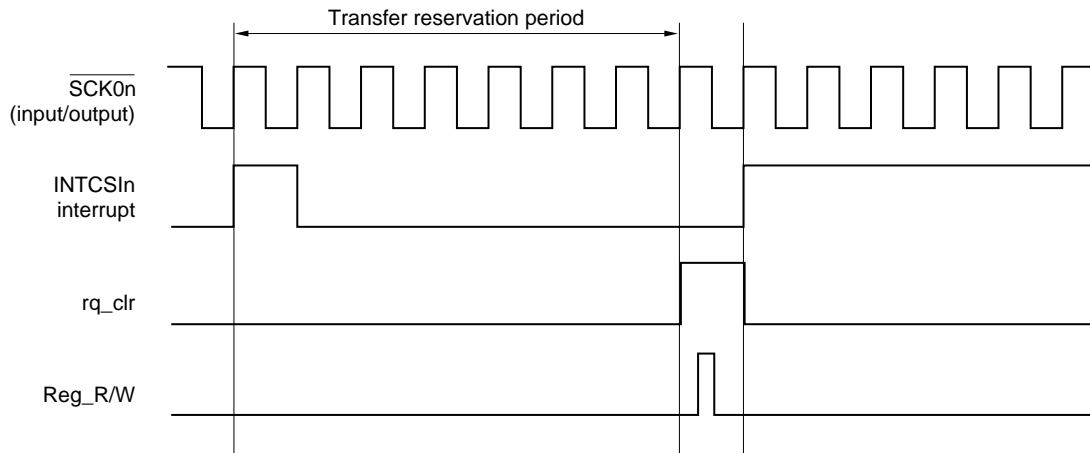 Transfer reservation period
SCK0n
(input/output)
INTCSIn
interrupt
rq_clr
Reg_R/W